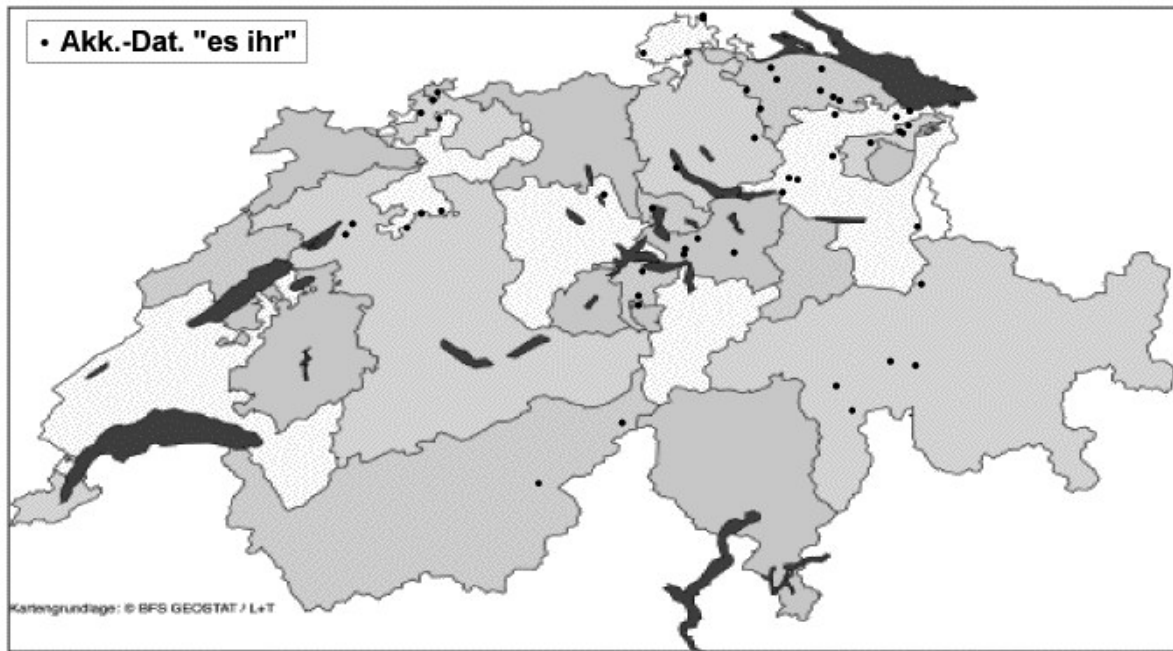 • Akk.-Dat. "es ihr"
Kartengrundlage: © BFS GEOSTAT / L+T